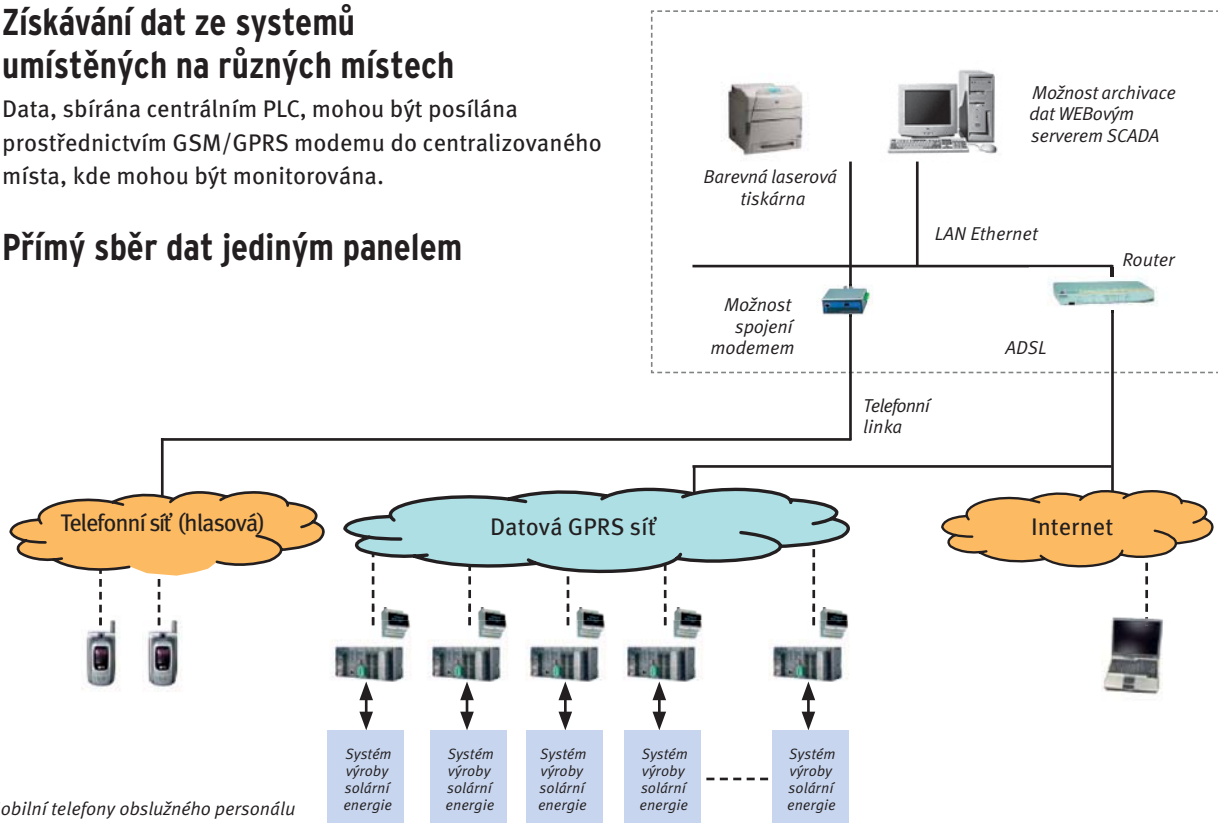 Získávání dat ze systemů
umístěných na různých místech
Data, sbírána centrálním PLC, mohou být posílána
prostřednictvím GSM/GPRS modemu do centralizovaného
místa, kde mohou být monitorována.
Přímý sběr dat jediným panelem
Možnost archivace
dat WEBovým
serverem SCADA
Barevná laserová
tiskárna
LAN Ethernet
Router
Možnost
spojení
modemem
ADSL
Telefonní
linka
Telefonní síť (hlasová)
Datová GPRS síť
Internet
Systém
výroby
solární
energie
Systém
výroby
solární
energie
Systém
výroby
solární
energie
Systém
výroby
solární
energie
Systém
výroby
solární
energie
obilní telefony obslužného personálu